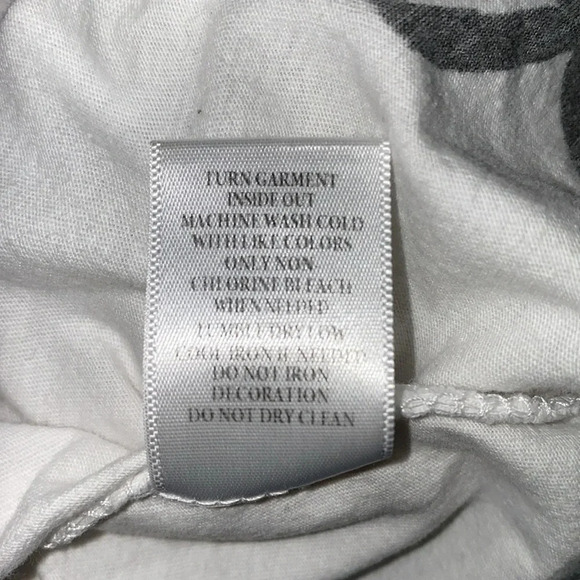 TURN GARMENT
INSIDE OUT
MACHINE WASH COLD
WITH LIKE COLORS
ONLY NON
CHLORINE BLEACH
WHEN NEEDED
TUMBLE DRY LOW
COOL IRON IF NEEDED
DO NOT IRON
DECORATION
DO NOT DRY CLEAN